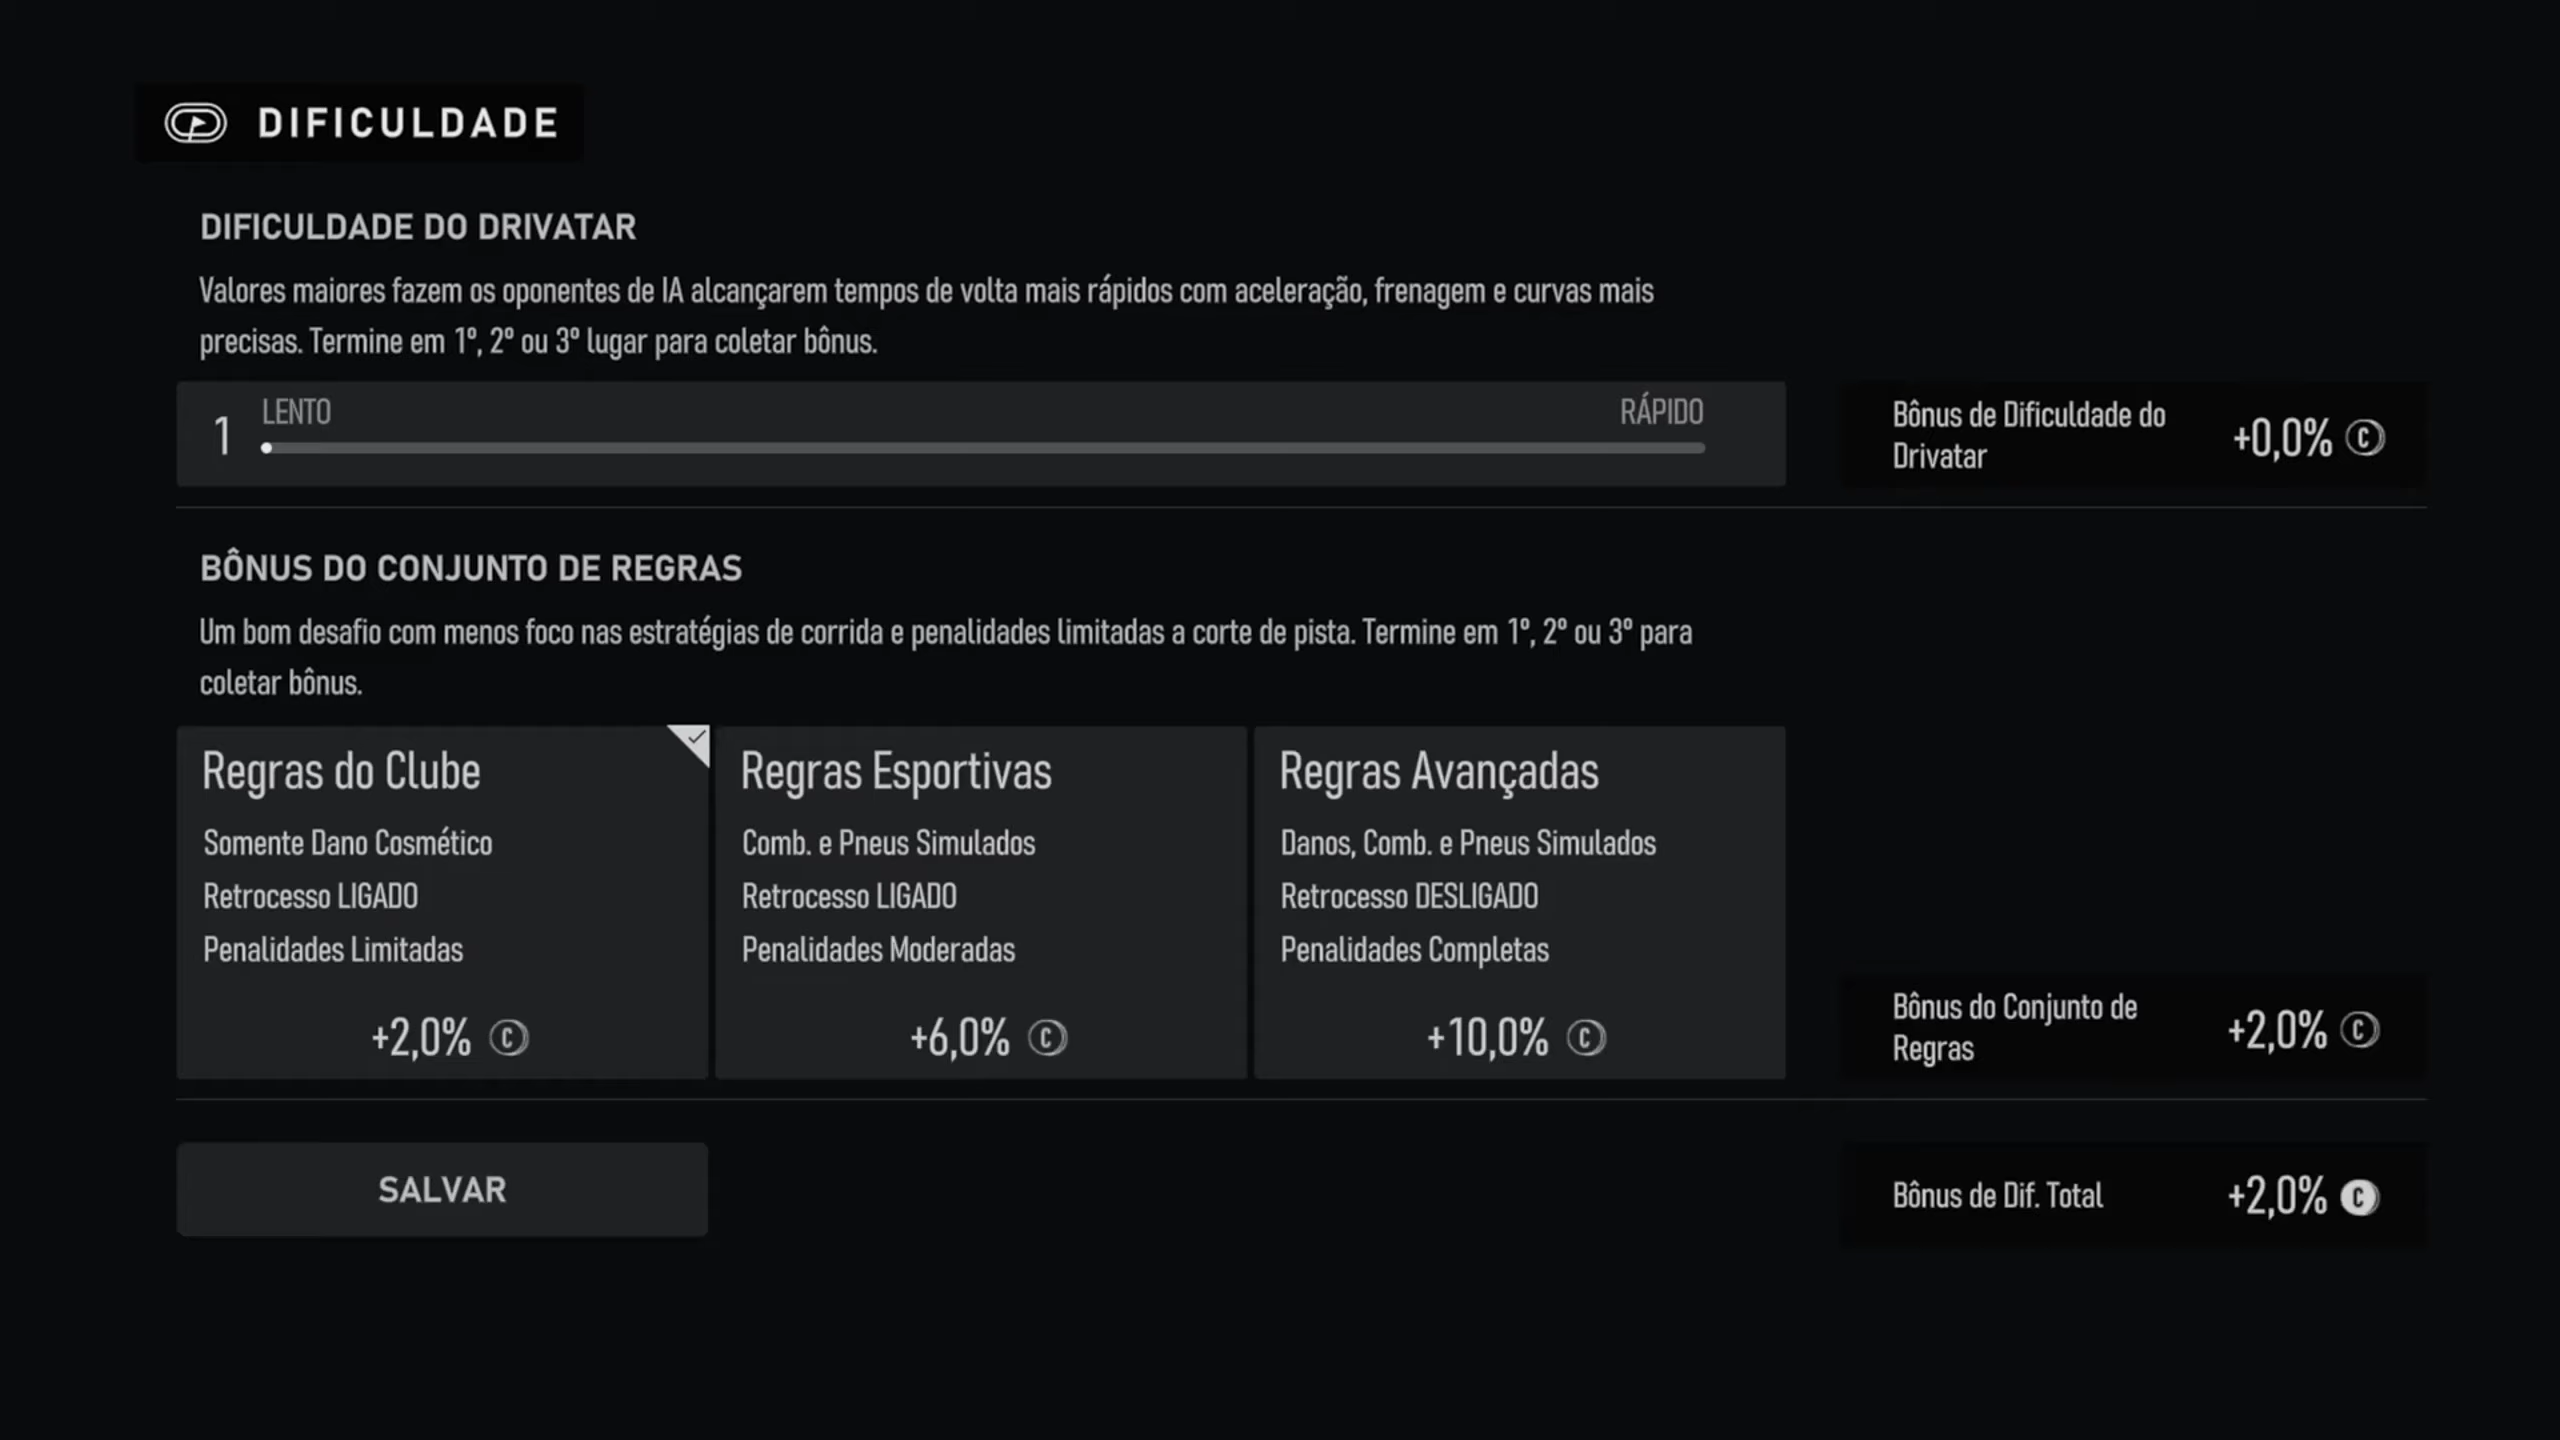 DIFICULDADE
DIFICULDADE DO DRIVATAR
Valores maiores fazem os oponentes de IA alcançarem tempos de volta mais rápidos com aceleração, frenagem e curvas mais
precisas. Termine em 1º, 2º ou 3º lugar para coletar bônus.
1
LENTO
RÁPIDO
Bônus de Dificuldade do
Drivatar
+0,0%
BÔNUS DO CONJUNTO DE REGRAS
Um bom desafio com menos foco nas estratégias de corrida e penalidades limitadas a corte de pista. Termine em 1º, 2º ou 3º para
coletar bônus.
Regras do Clube
Somente Dano Cosmético
Retrocesso LIGADO
Penalidades Limitadas
+2,0% C
Regras Esportivas
Comb. e Pneus Simulados
Retrocesso LIGADO
Penalidades Moderadas
+6,0% C
Regras Avançadas
Danos, Comb. e Pneus Simulados
Retrocesso DESLIGADO
Penalidades Completas
+10,0% C
Bônus do Conjunto de
Regras
+2,0% C
SALVAR
Bônus de Dif. Total
+2,0% C